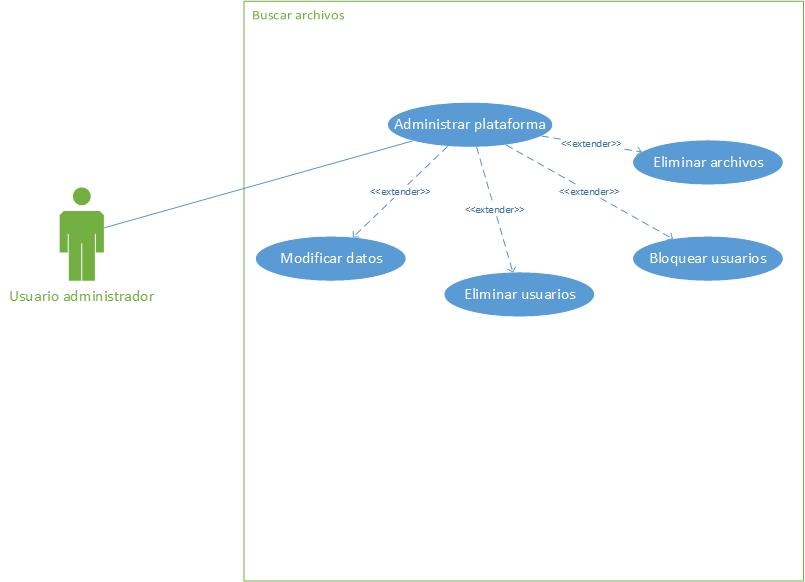 Buscar archivos
Administrar plataforma
<<extender>>
Eliminar archivos
<<extender>>
<<extender>>
<<extender>>
Modificar datos
Bloquear usuarios
Eliminar usuarios
Usuario administrador